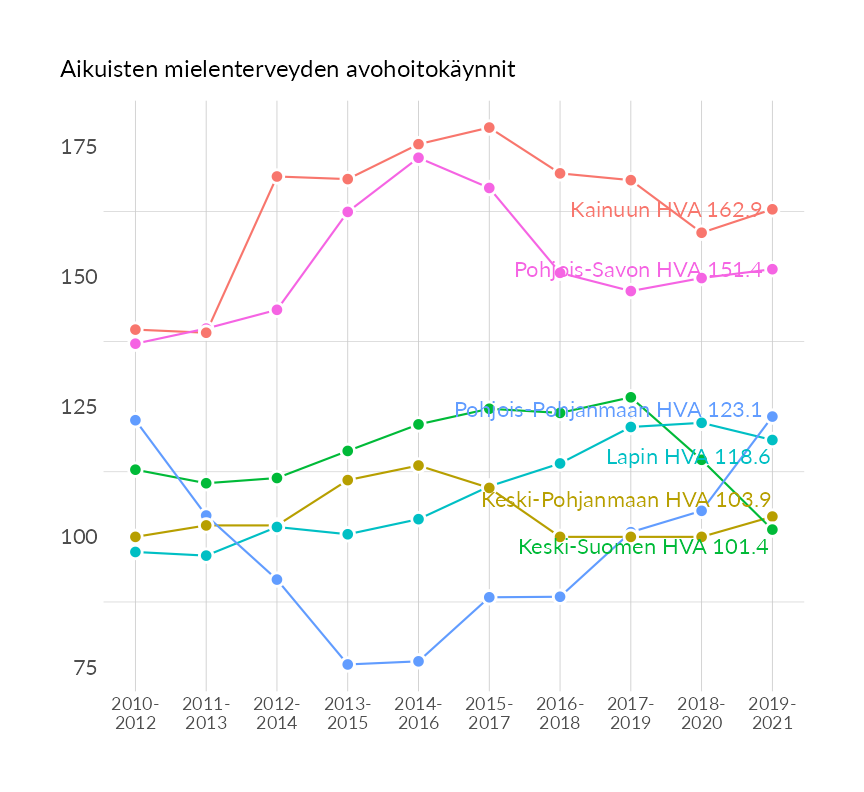 Aikuisten mielenterveyden avohoitokäynnit
175
Kainuun HVA 162.9
150
Pohjois-Savon HVA 151.4
125
Pohjois-Pohjanmaan HVA 123.1
Lapin HVA 118.6
Keski-Pohjanmaan HVA 103.9
100
Keski-Suomen HVA 101.4
75
2010- 2011- 2012- 2013- 2014- 2015- 2016- 2017- 2018- 2019-
2012 2013 2014 2015 2016 2017 2018 2019 2020 2021